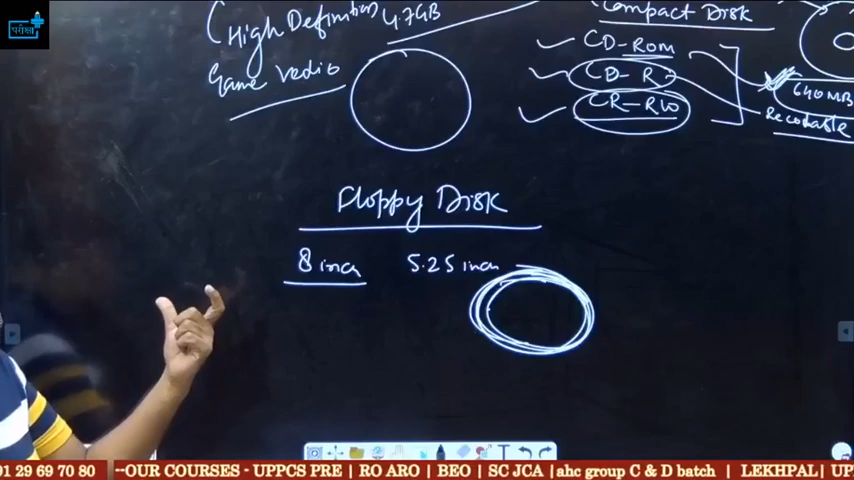 परीक्षा
(High Definition) 4.7GB
Game Vedio
Compact Disk
CD-Rom
CD-R
CR-RW
640MB
Recodable
Floppy Disk
8 inch
5.25 inch
91 29 69 70 80 --OUR COURSES - UPPCS PRE | RO ARO | BEO | SC JCA |ahc group C & D batch | LEKHPAL| UP